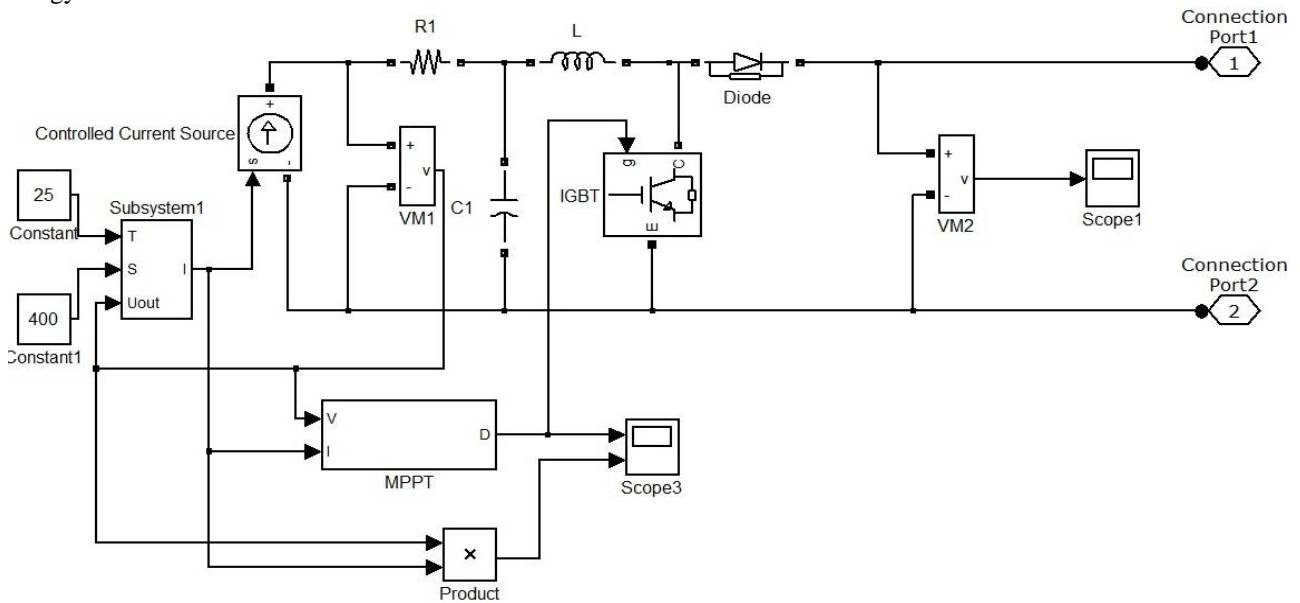 R1
L
Connection
Port1
1
Diode
Controlled Current Source
+
s
-
+
-
v
VM1
C1
g
C
IGBT
E
+
-
v
VM2
Scope1
25
Constant
Subsystem1
T
S
Uout
I
400
Constant1
Connection
Port2
2
V
I
D
MPPT
Scope3
×
Product